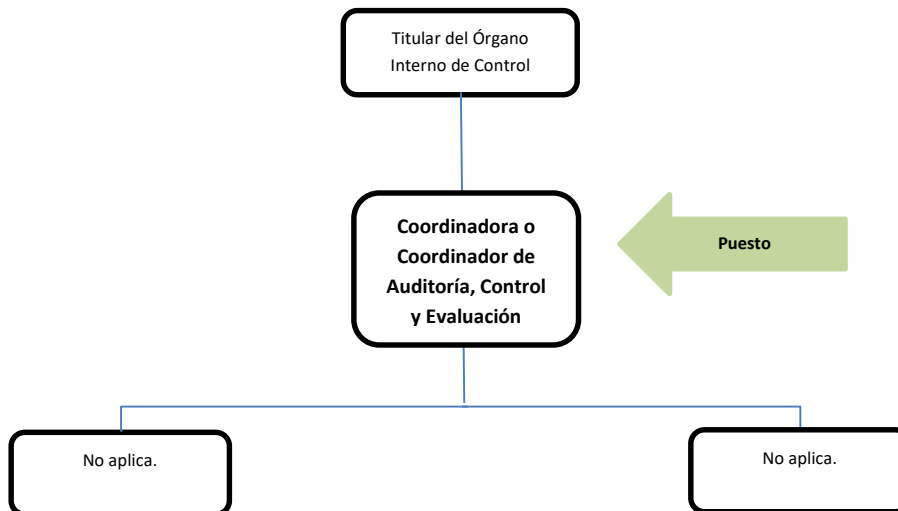 Titular del Órgano
Interno de Control
Coordinadora o
Coordinador de
Auditoría, Control
y Evaluación
Puesto
No aplica.
No aplica.